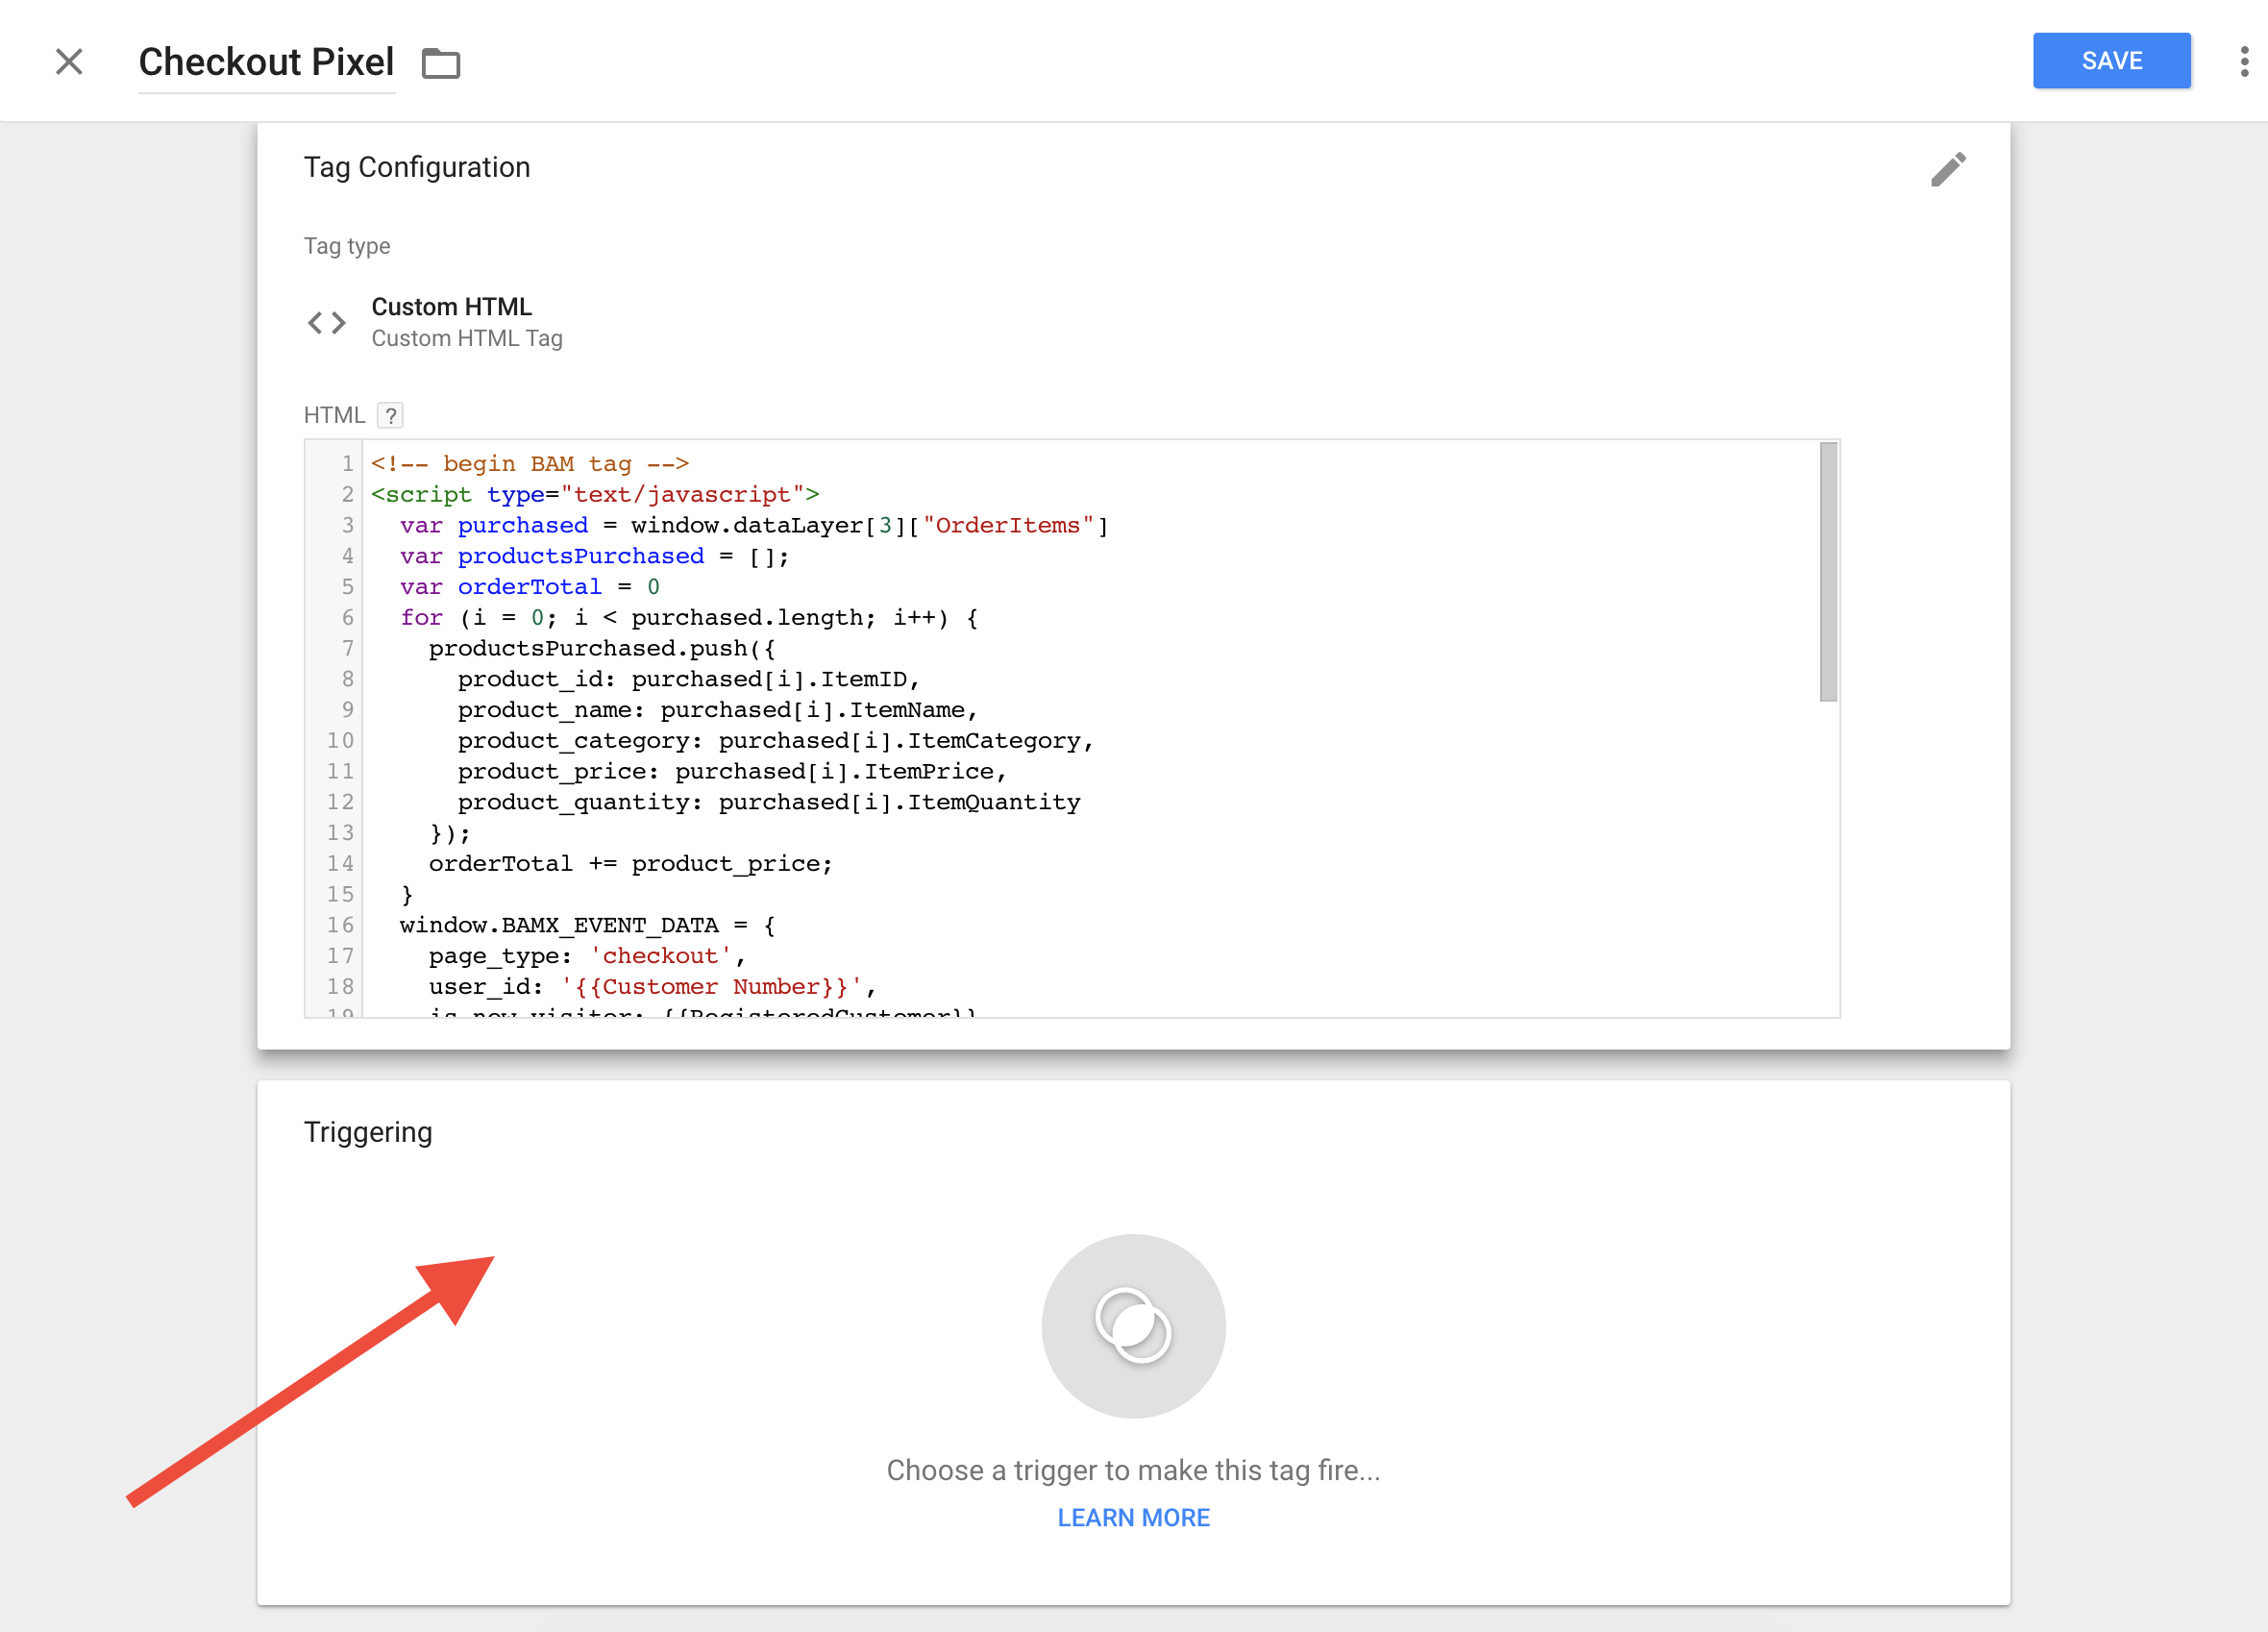 Checkout Pixel
SAVE
Tag Configuration
Tag type
Custom HTML
Custom HTML Tag
HTML ?
1 <!-- begin BAM tag -->
2 <script type="text/javascript">
3 var purchased = window.dataLayer[3]["OrderItems"]
4 var productsPurchased = [];
5 var orderTotal = 0
6 for (i = 0; i < purchased.length; i++) {
7 productsPurchased.push({
8 product_id: purchased[i].ItemID,
9 product_name: purchased[i].ItemName,
10 product_category: purchased[i].ItemCategory,
11 product_price: purchased[i].ItemPrice,
12 product_quantity: purchased[i].ItemQuantity
13 });
14 orderTotal += product_price;
15 }
16 window.BAMX_EVENT_DATA = {
17 page_type: 'checkout',
18 user_id: '{{Customer Number}}',
19 is_new_visitor: {{RegisteredCustomer}}
Triggering
Choose a trigger to make this tag fire...
LEARN MORE